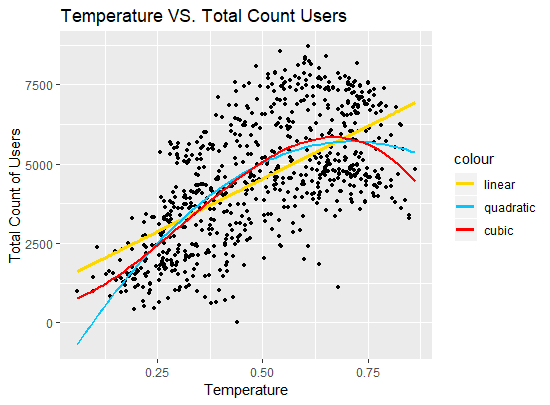 Temperature VS. Total Count Users
7500
5000
2500
0
Total Count of Users
0.25 0.50 0.75
Temperature
colour
linear
quadratic
cubic